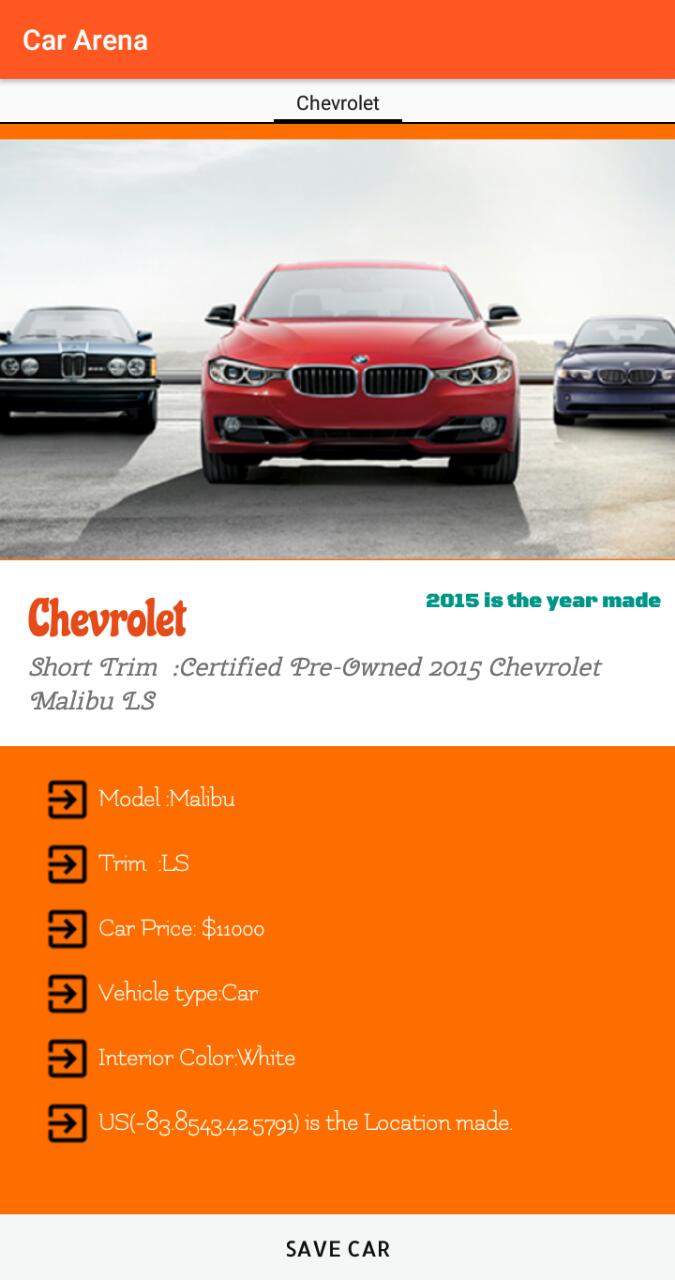 Car Arena
Chevrolet
Chevrolet
2015 is the year made
Short Trim  :Certified Pre-Owned 2015 Chevrolet
Malibu LS
Model :Malibu
Trim  :LS
Car Price: $11000
Vehicle type:Car
Interior Color:White
US(-83.8543,42.5791) is the Location made.
SAVE CAR